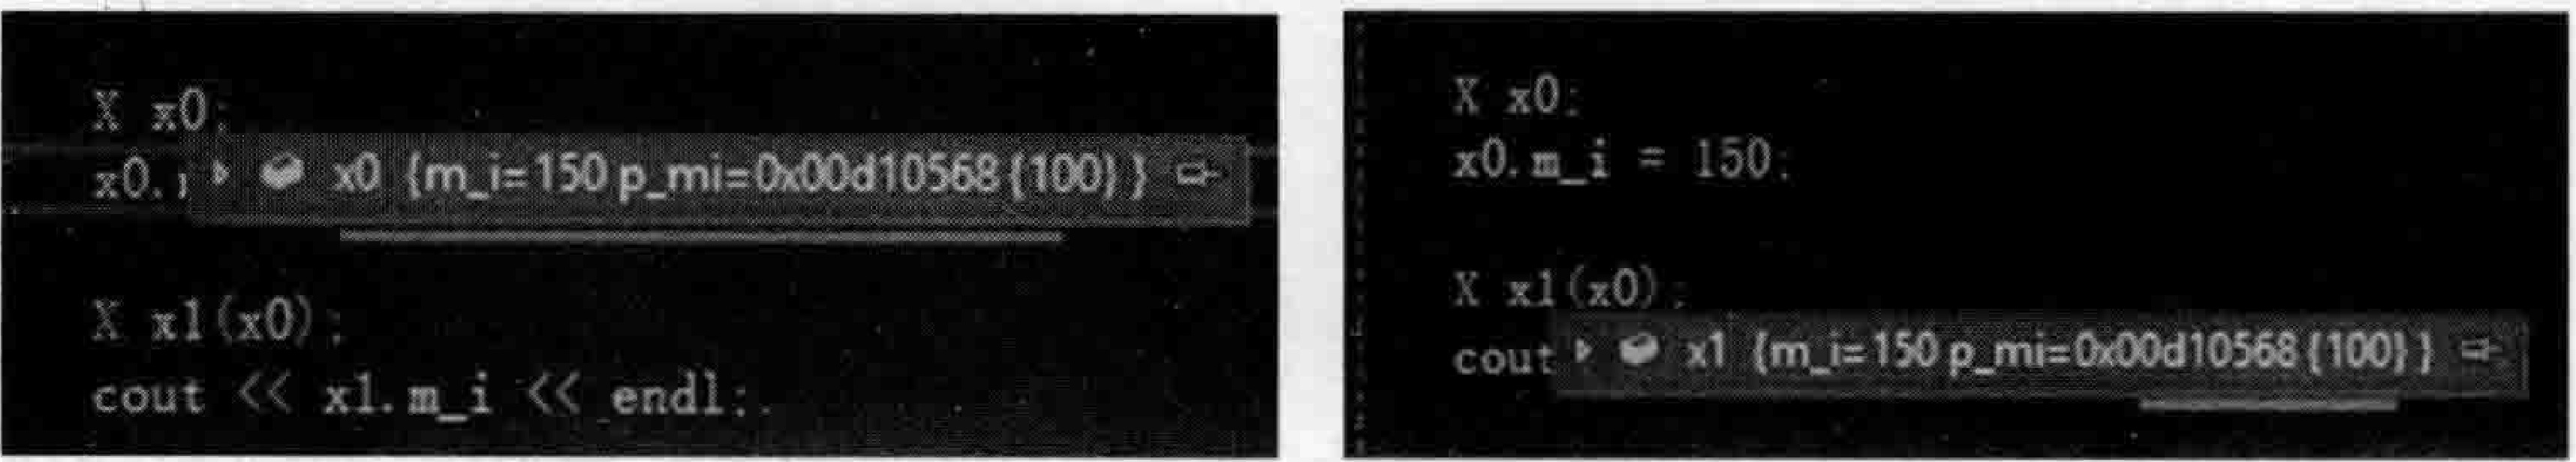 X x0;
x0. x0 {m_i=150 p_mi=0x00d10568 {100} }
X x1(x0);
cout << x1.m_i << endl;
X x0;
x0.m_i = 150;
X x1(x0);
cout x1 {m_i=150 p_mi=0x00d10568 {100} }